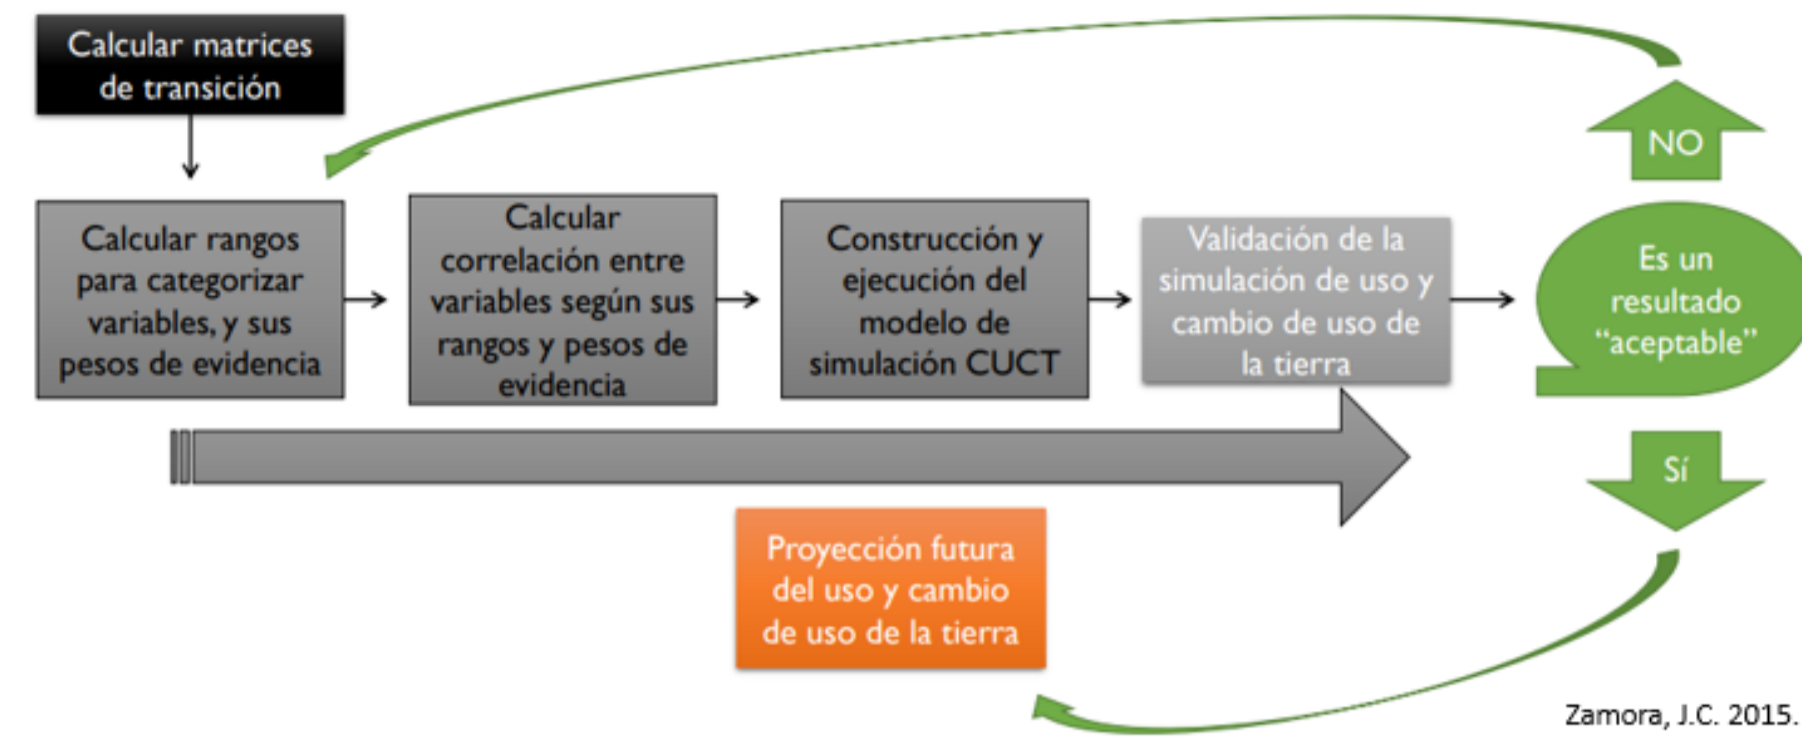 Calcular matrices
de transición
Calcular rangos
para categorizar
variables, y sus
pesos de evidencia
Calcular
correlación entre
variables según sus
rangos y pesos de
evidencia
Construcción y
ejecución del
modelo de
simulación CUCT
Validación de la
simulación de uso y
cambio de uso de
la tierra
NO
Es un
resultado
“aceptable”
Sí
Proyección futura
del uso y cambio
de uso de la tierra
Zamora, J.C. 2015.